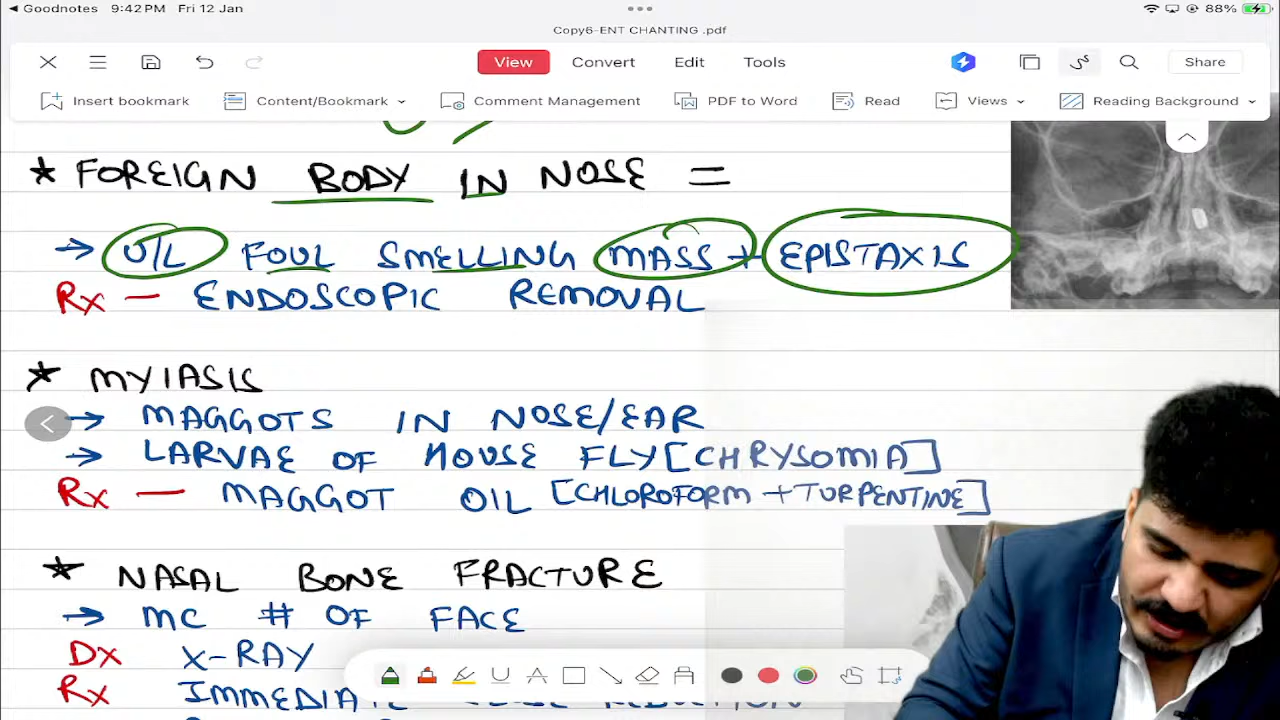 Goodnotes 9:42 PM Fri 12 Jan 88%
Copy6-ENT CHANTING .pdf
View Convert Edit Tools Share
Insert bookmark Content/Bookmark Comment Management PDF to Word Read Views Reading Background
* FOREIGN BODY IN NOSE =
→ U/L FOUL SMELLING MASS + EPISTAXIS
Rx - ENDOSCOPIC REMOVAL
* MYIASIS
→ MAGGOTS IN NOSE/EAR
→ LARVAE OF HOUSE FLY [CHRYSOMIA]
Rx - MAGGOT OIL [CHLOROFORM + TURPENTINE]
* NASAL BONE FRACTURE
→ MC # OF FACE
Dx X-RAY
Rx IMMEDIATE